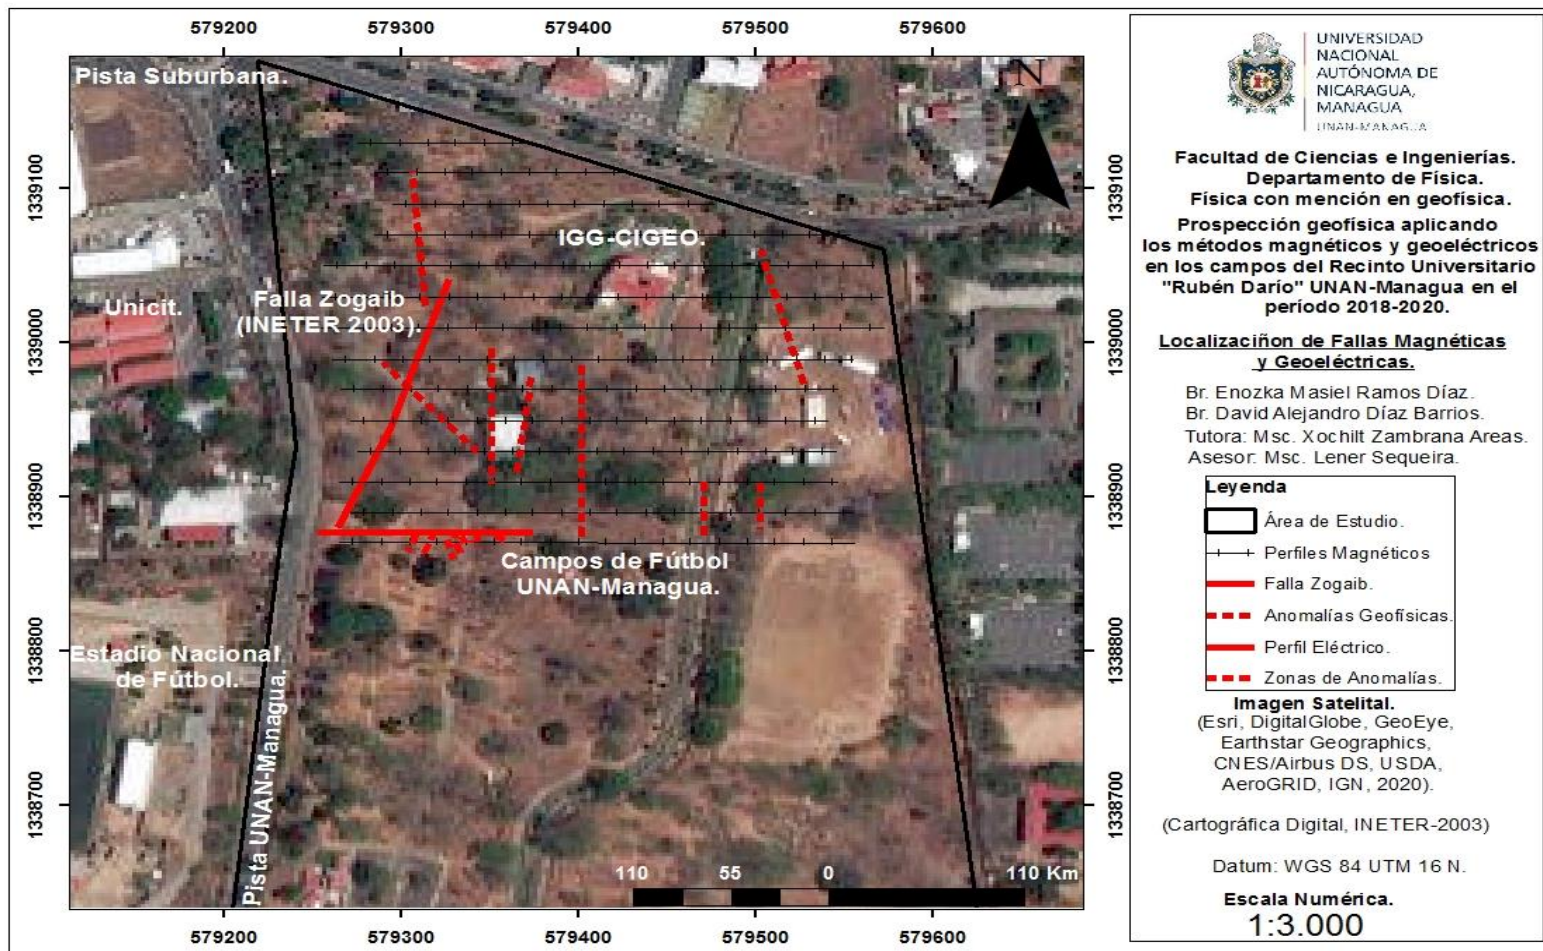 579200 579300 579400 579500 579600
Pista Suburbana.
N
1339100
1339000
1338900
1338800
1338700
IGG-CIGEO.
Falla Zogaib
(INETER 2003).
Unicit.
Campos de Fútbol
UNAN-Managua.
Estadio Nacional
de Fútbol.
Pista UNAN-Managua.
110 55 0 110 Km
1339100
1339000
1338900
1338800
1338700
579200 579300 579400 579500 579600
UNIVERSIDAD
NACIONAL
AUTÓNOMA DE
NICARAGUA,
MANAGUA
UNAN-MANAGUA
Facultad de Ciencias e Ingenierías.
Departamento de Física.
Física con mención en geofísica.
Prospección geofísica aplicando
los métodos magnéticos y geoeléctricos
en los campos del Recinto Universitario
"Rubén Darío" UNAN-Managua en el
período 2018-2020.
Localizaciñon de Fallas Magnéticas
y Geoeléctricas.
Br. Enozka Masiel Ramos Díaz.
Br. David Alejandro Díaz Barrios.
Tutora: Msc. Xochilt Zambrana Areas.
Asesor: Msc. Lener Sequeira.
Leyenda
Área de Estudio.
Perfiles Magnéticos
Falla Zogaib.
Anomalías Geofísicas.
Perfil Eléctrico.
Zonas de Anomalías.
Imagen Satelital.
(Esri, DigitalGlobe, GeoEye,
Earthstar Geographics,
CNES/Airbus DS, USDA,
AeroGRID, IGN, 2020).
(Cartográfica Digital, INETER-2003)
Datum: WGS 84 UTM 16 N.
Escala Numérica.
1:3.000